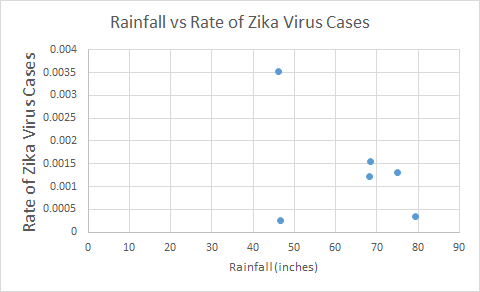 Rainfall vs Rate of Zika Virus Cases
Rate of Zika Virus Cases
0.004
0.0035
0.003
0.0025
0.002
0.0015
0.001
0.0005
0
0 10 20 30 40 50 60 70 80 90
Rainfall (inches)